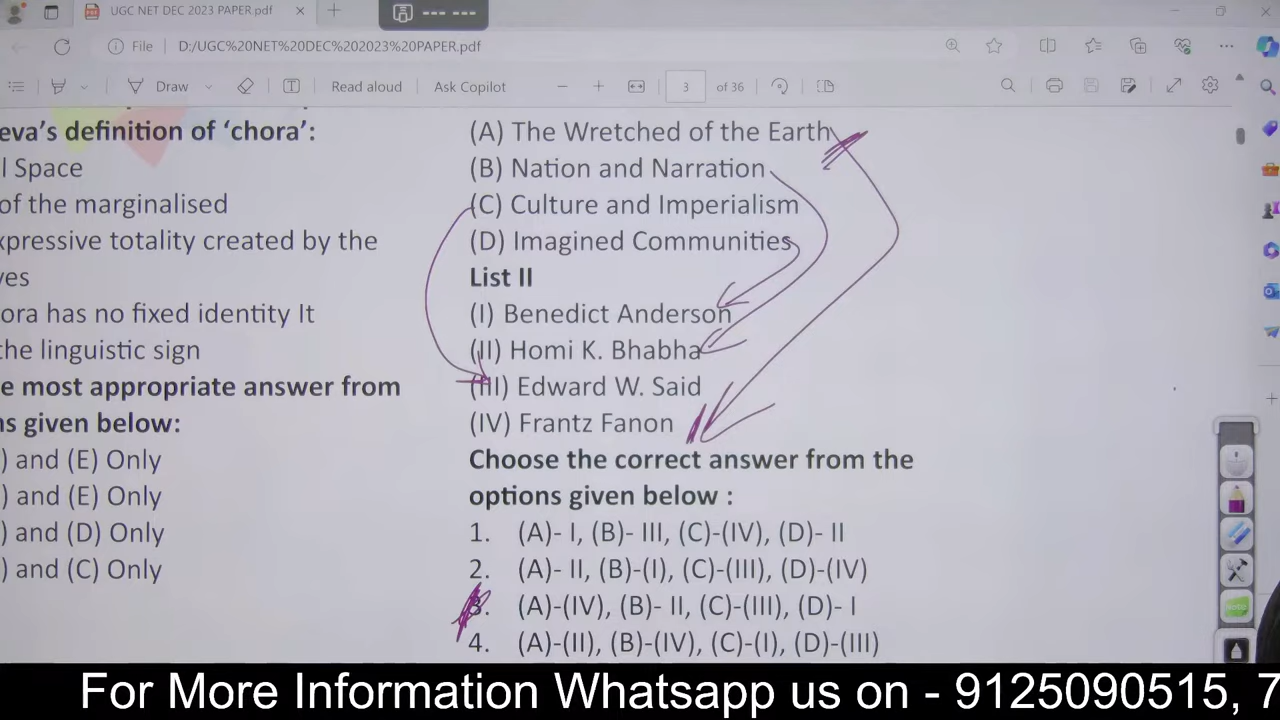 UGC NET DEC 2023 PAPER.pdf
File D:/UGC%20NET%20DEC%202023%20PAPER.pdf
Draw Read aloud Ask Copilot 3 of 36
eva's definition of 'chora':
l Space
of the marginalised
xpressive totality created by the
ves
ora has no fixed identity It
the linguistic sign
e most appropriate answer from
ns given below:
) and (E) Only
) and (E) Only
) and (D) Only
) and (C) Only
(A) The Wretched of the Earth
(B) Nation and Narration
(C) Culture and Imperialism
(D) Imagined Communities
List II
(I) Benedict Anderson
(II) Homi K. Bhabha
(III) Edward W. Said
(IV) Frantz Fanon
Choose the correct answer from the
options given below :
1. (A)- I, (B)- III, (C)-(IV), (D)- II
2. (A)- II, (B)-(I), (C)-(III), (D)-(IV)
3. (A)-(IV), (B)- II, (C)-(III), (D)- I
4. (A)-(II), (B)-(IV), (C)-(I), (D)-(III)
For More Information Whatsapp us on - 9125090515, 7